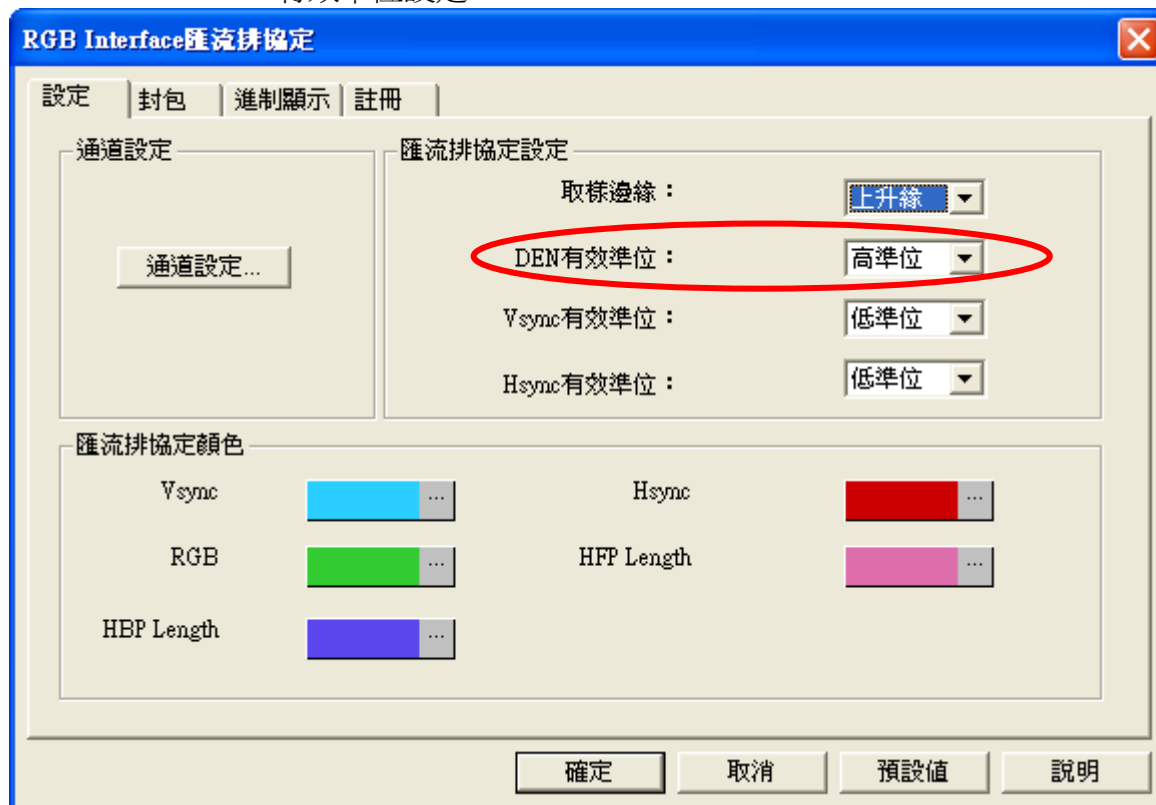 RGB Interface匯流排協定
設定 封包 進制顯示 註冊
通道設定
通道設定...
匯流排協定設定
取樣邊緣： 上升緣
DEN有效準位： 高準位
Vsync有效準位： 低準位
Hsync有效準位： 低準位
匯流排協定顏色
Vsync ... Hsync ...
RGB ... HFP Length ...
HBP Length ...
確定 取消 預設值 說明